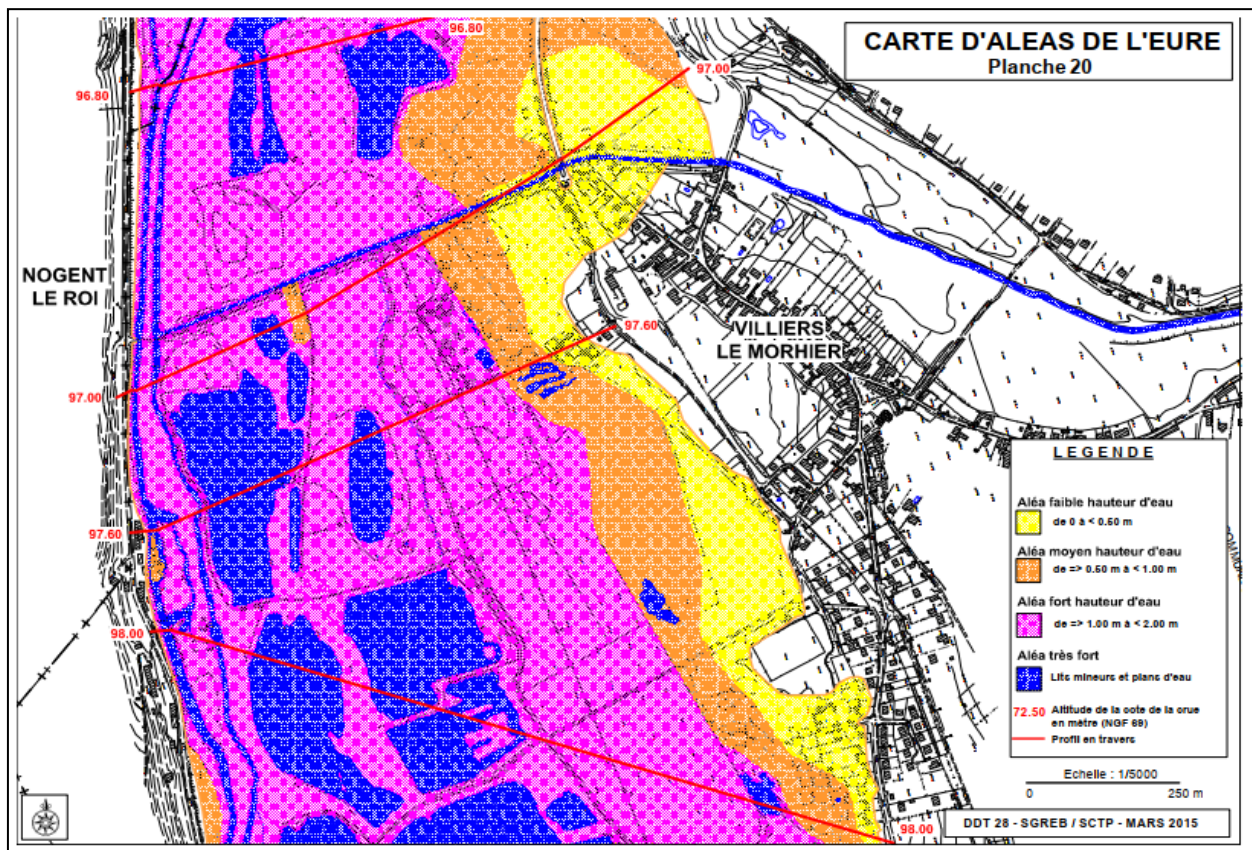 CARTE D'ALEAS DE L'EURE
Planche 20
96.80
96.80
97.00
NOGENT
LE ROI
VILLIERS
LE MORHIER
97.60
97.00
97.60
98.00
98.00
LEGENDE
Aléa faible hauteur d'eau
de 0 à < 0.50 m
Aléa moyen hauteur d'eau
de => 0.50 m à < 1.00 m
Aléa fort hauteur d'eau
de => 1.00 m à < 2.00 m
Aléa très fort
Lits mineurs et plans d'eau
72.50 Altitude de la cote de la crue
en mètre (NGF 69)
Profil en travers
Echelle : 1/5000
0 250 m
DDT 28 - SGREB / SCTP - MARS 2015